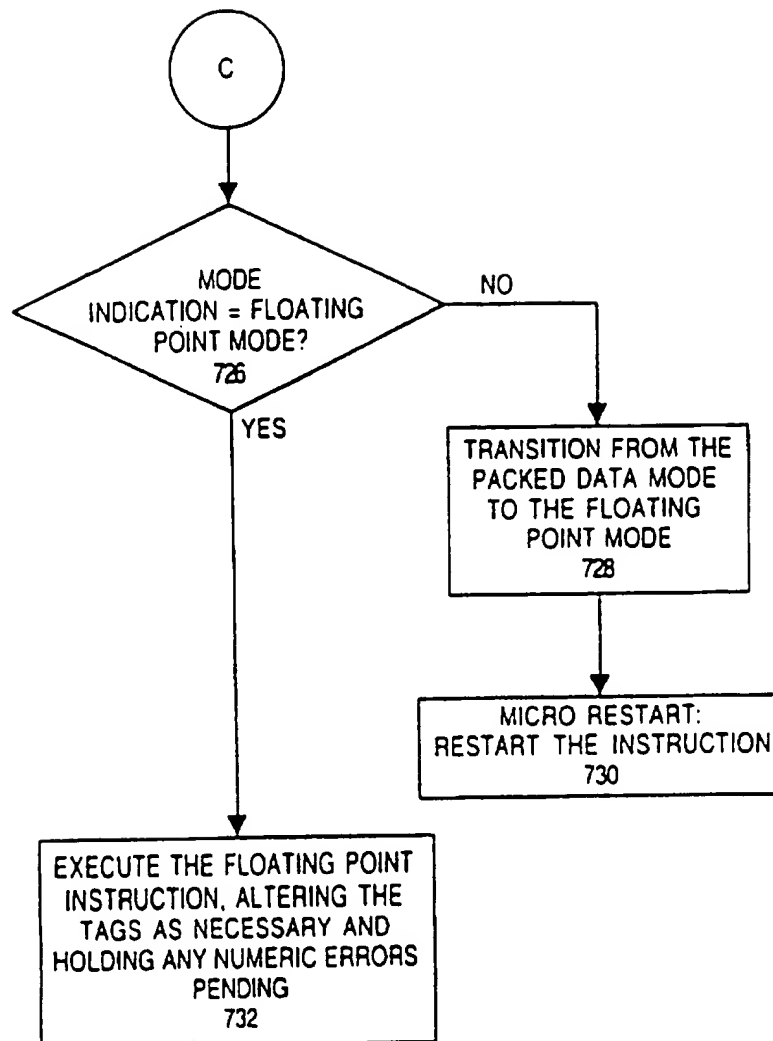 C
MODE
INDICATION = FLOATING
POINT MODE?
726
NO
YES
TRANSITION FROM THE
PACKED DATA MODE
TO THE FLOATING
POINT MODE
728
MICRO RESTART:
RESTART THE INSTRUCTION
730
EXECUTE THE FLOATING POINT
INSTRUCTION, ALTERING THE
TAGS AS NECESSARY AND
HOLDING ANY NUMERIC ERRORS
PENDING
732